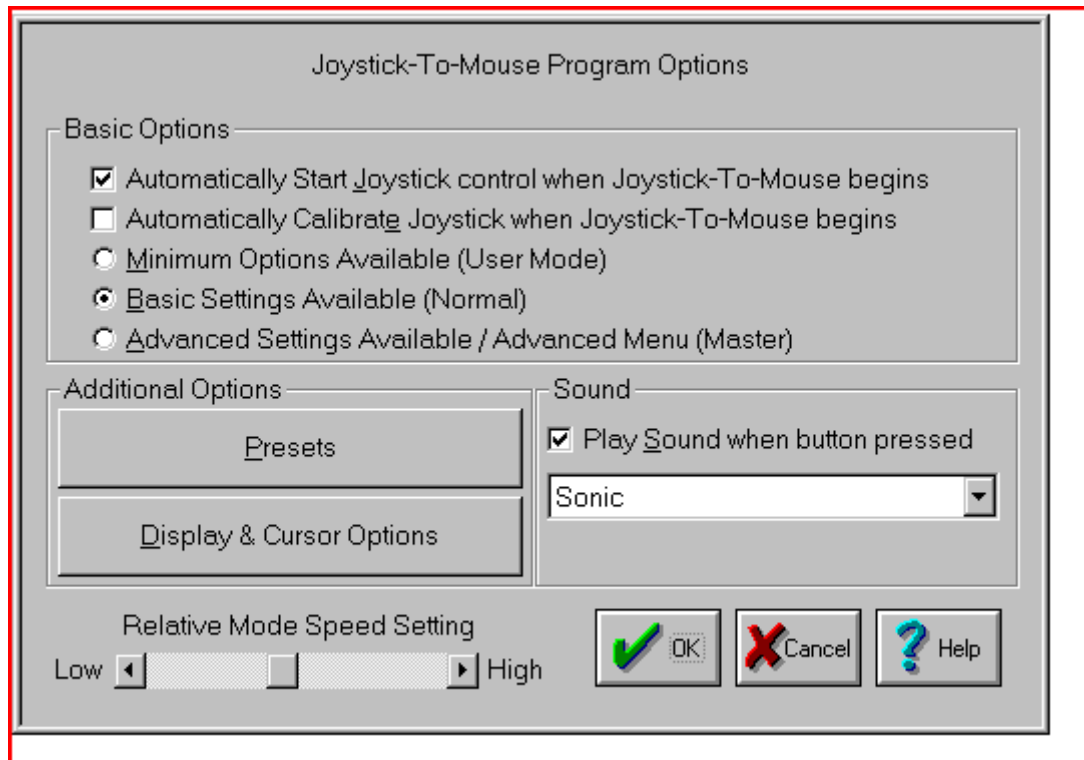 Joystick-To-Mouse Program Options
Basic Options
Automatically Start Joystick control when Joystick-To-Mouse begins
Automatically Calibrate Joystick when Joystick-To-Mouse begins
Minimum Options Available (User Mode)
Basic Settings Available (Normal)
Advanced Settings Available / Advanced Menu (Master)
Additional Options
Presets
Display & Cursor Options
Sound
Play Sound when button pressed
Sonic
Relative Mode Speed Setting
Low High
OK Cancel Help